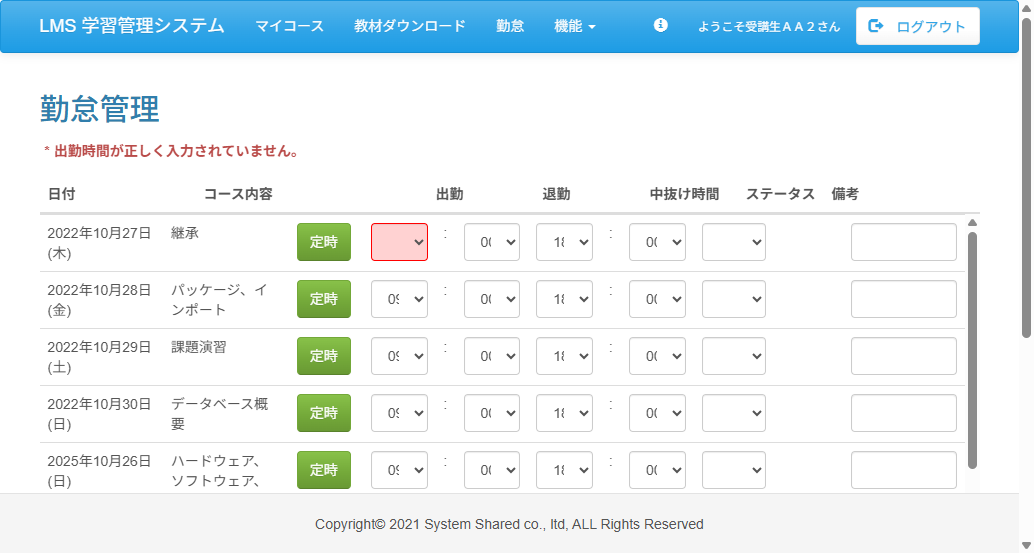 LMS 学習管理システム マイコース 教材ダウンロード 勤怠 機能 ようこそ受講生ＡＡ２さん ログアウト
勤怠管理
* 出勤時間が正しく入力されていません。
日付 コース内容 出勤 退勤 中抜け時間 ステータス 備考
2022年10月27日 継承 定時 : 00 18 : 00
(木)
2022年10月28日 パッケージ、イ 定時 09 : 00 18 : 00
(金) ンポート
2022年10月29日 課題演習 定時 09 : 00 18 : 00
(土)
2022年10月30日 データベース概 定時 09 : 00 18 : 00
(日) 要
2025年10月26日 ハードウェア、 定時 09 : 00 18 : 00
(日) ソフトウェア、
Copyright© 2021 System Shared co., ltd, ALL Rights Reserved